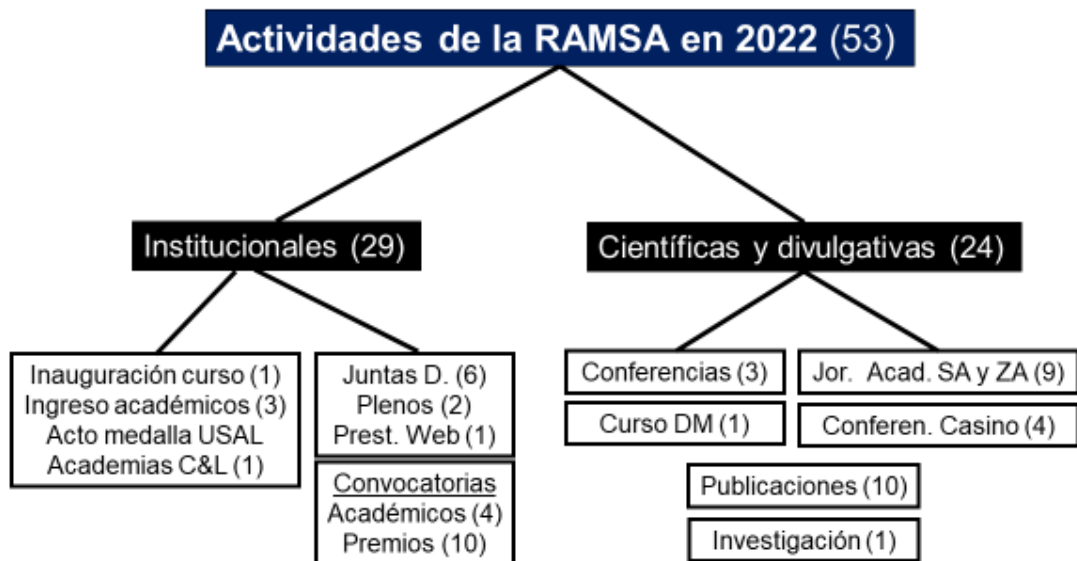 Actividades de la RAMSA en 2022 (53)
Institucionales (29)
Científicas y divulgativas (24)
Inauguración curso (1)
Ingreso académicos (3)
Acto medalla USAL
Academias C&L (1)
Juntas D. (6)
Plenos (2)
Prest. Web (1)
Convocatorias
Académicos (4)
Premios (10)
Conferencias (3)
Jor. Acad. SA y ZA (9)
Curso DM (1)
Conferen. Casino (4)
Publicaciones (10)
Investigación (1)